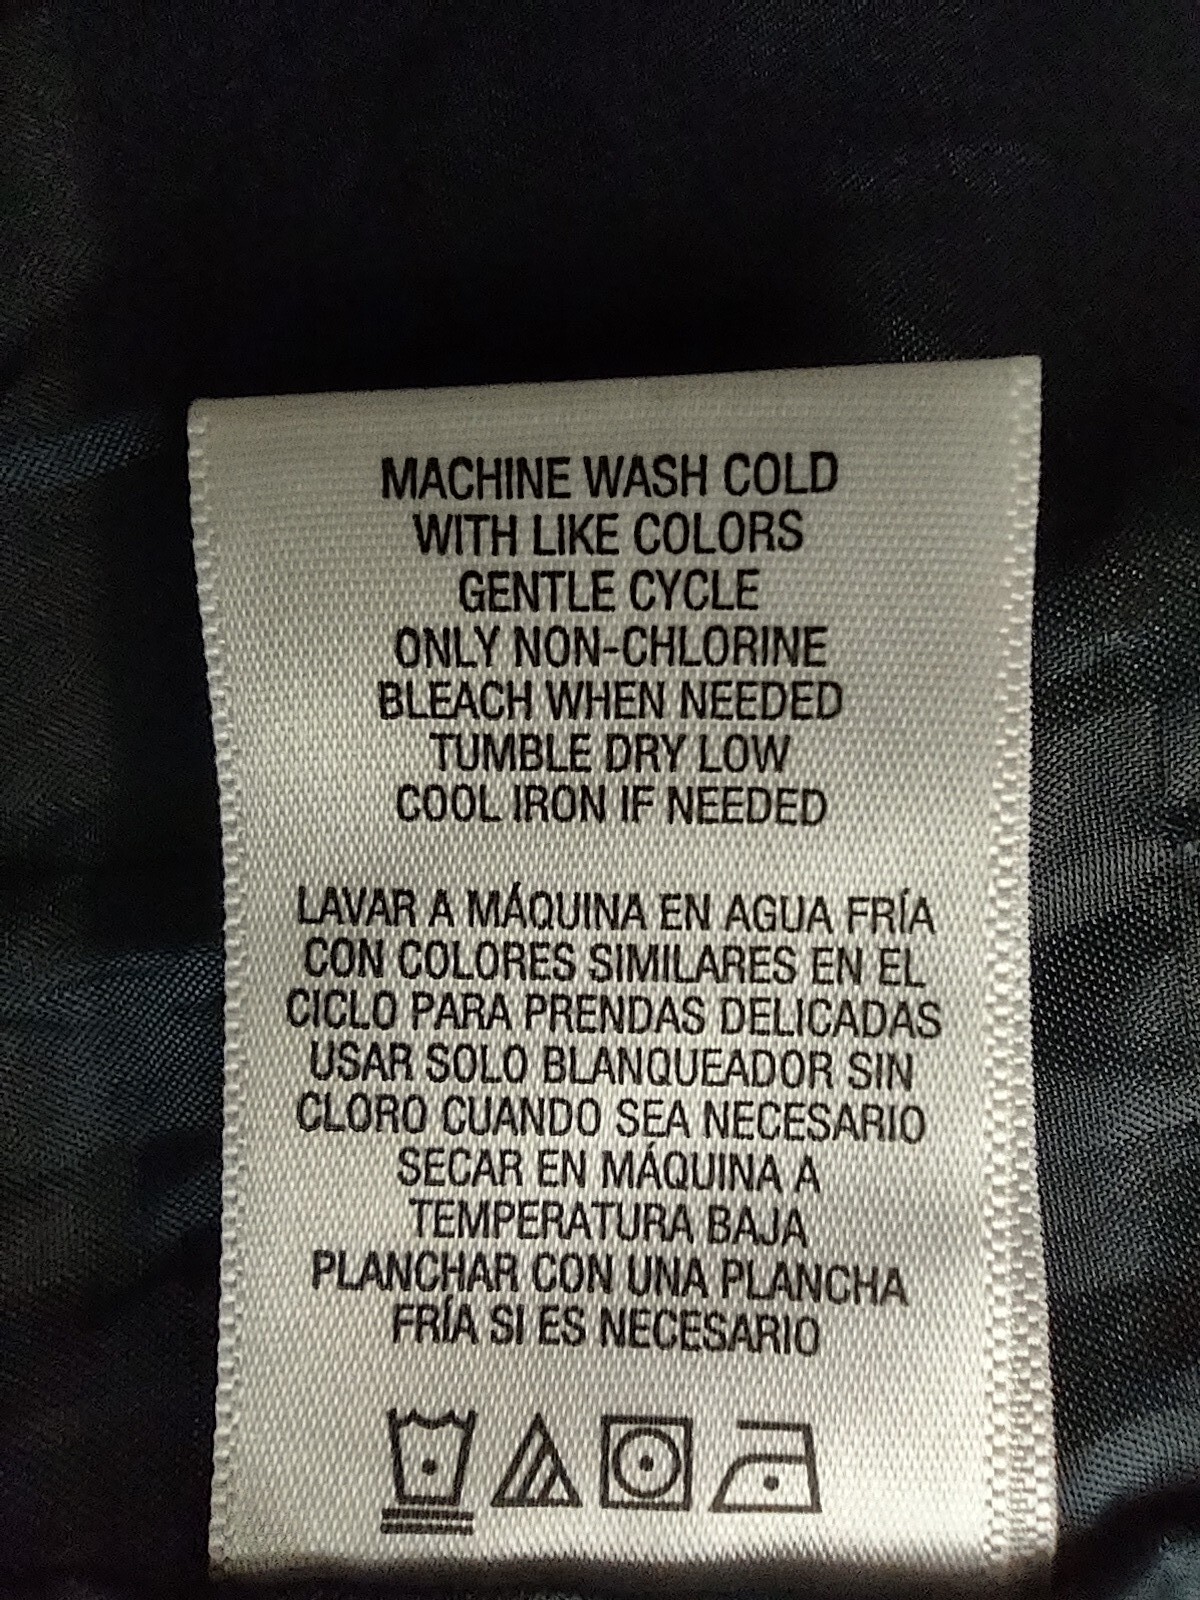 MACHINE WASH COLD
WITH LIKE COLORS
GENTLE CYCLE
ONLY NON-CHLORINE
BLEACH WHEN NEEDED
TUMBLE DRY LOW
COOL IRON IF NEEDED
LAVAR A MÁQUINA EN AGUA FRÍA
CON COLORES SIMILARES EN EL
CICLO PARA PRENDAS DELICADAS
USAR SOLO BLANQUEADOR SIN
CLORO CUANDO SEA NECESARIO
SECAR EN MÁQUINA A
TEMPERATURA BAJA
PLANCHAR CON UNA PLANCHA
FRÍA SI ES NECESARIO